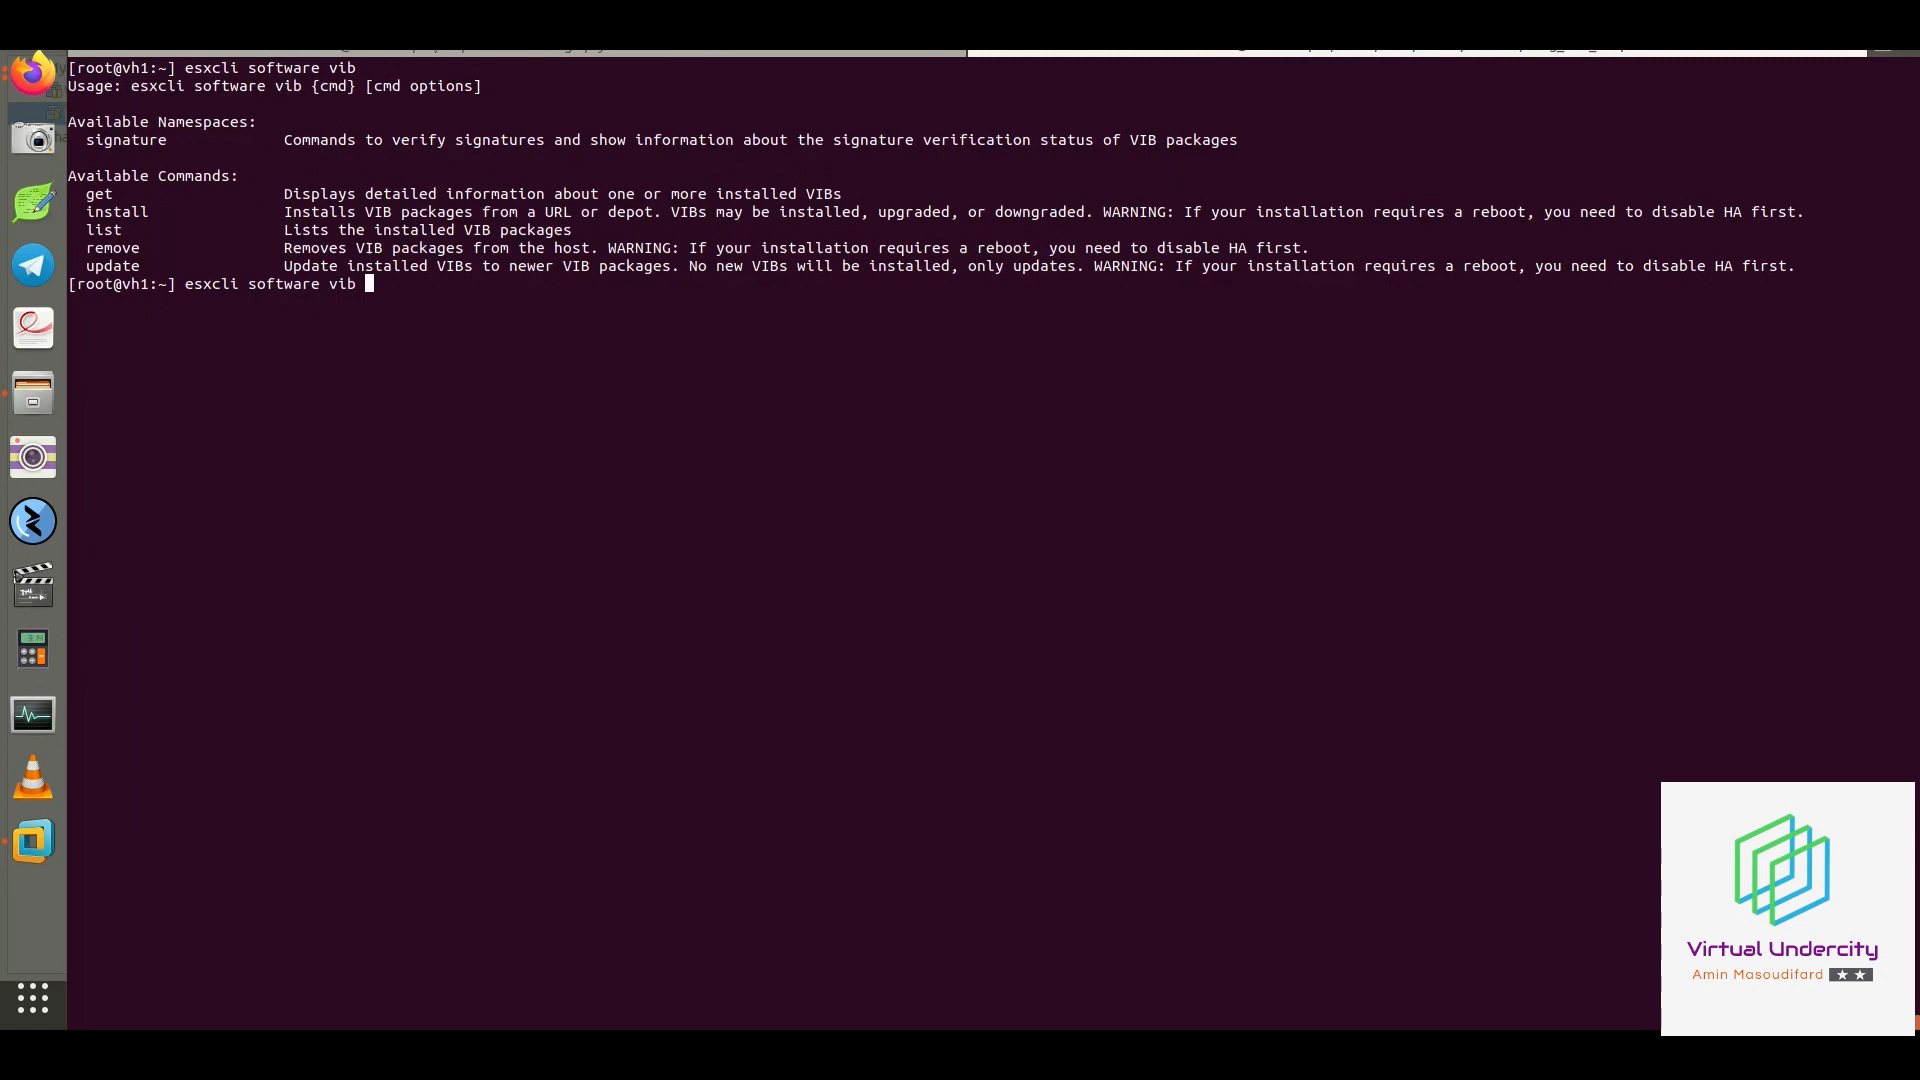 [root@vh1:~] esxcli software vib
Usage: esxcli software vib {cmd} [cmd options]
Available Namespaces:
signature Commands to verify signatures and show information about the signature verification status of VIB packages
Available Commands:
get Displays detailed information about one or more installed VIBs
install Installs VIB packages from a URL or depot. VIBs may be installed, upgraded, or downgraded. WARNING: If your installation requires a reboot, you need to disable HA first.
list Lists the installed VIB packages
remove Removes VIB packages from the host. WARNING: If your installation requires a reboot, you need to disable HA first.
update Update installed VIBs to newer VIB packages. No new VIBs will be installed, only updates. WARNING: If your installation requires a reboot, you need to disable HA first.
[root@vh1:~] esxcli software vib
Virtual Undercity
Amin Masoudifard